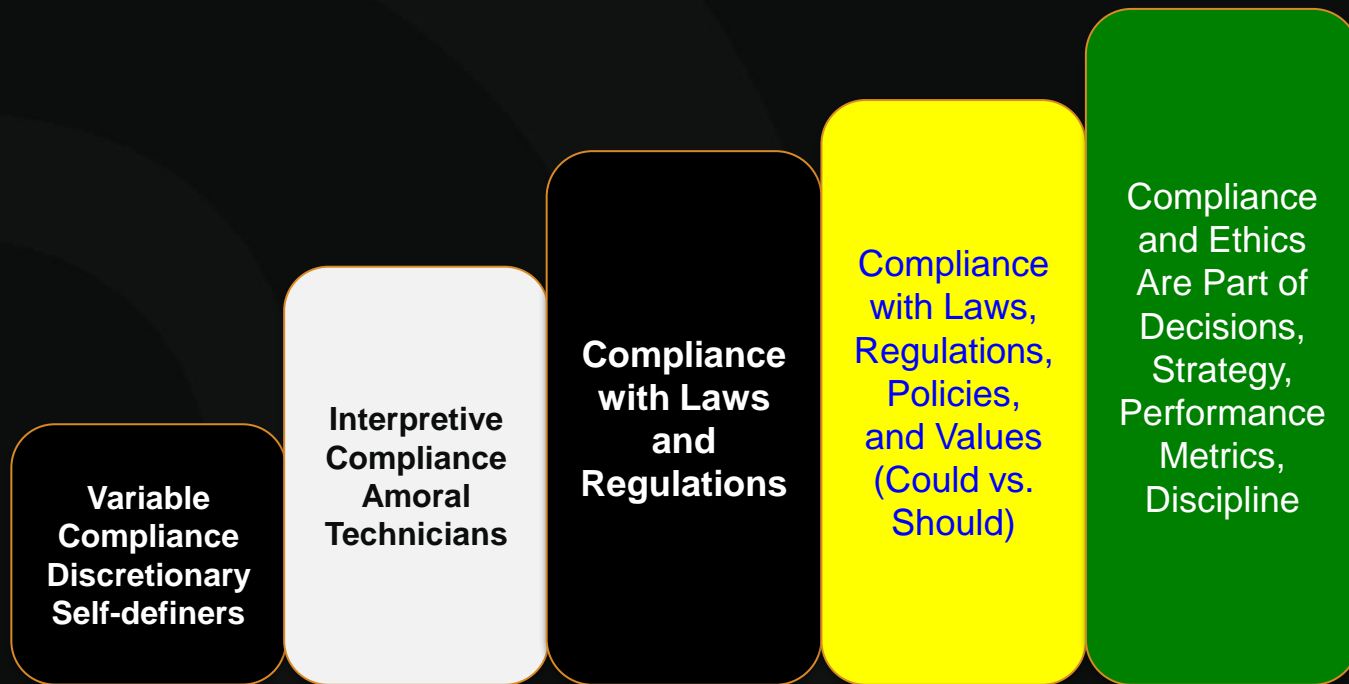 Variable
Compliance
Discretionary
Self-definers
Interpretive
Compliance
Amoral
Technicians
Compliance
with Laws
and
Regulations
Compliance
with Laws,
Regulations,
Policies,
and Values
(Could vs.
Should)
Compliance
and Ethics
Are Part of
Decisions,
Strategy,
Performance
Metrics,
Discipline